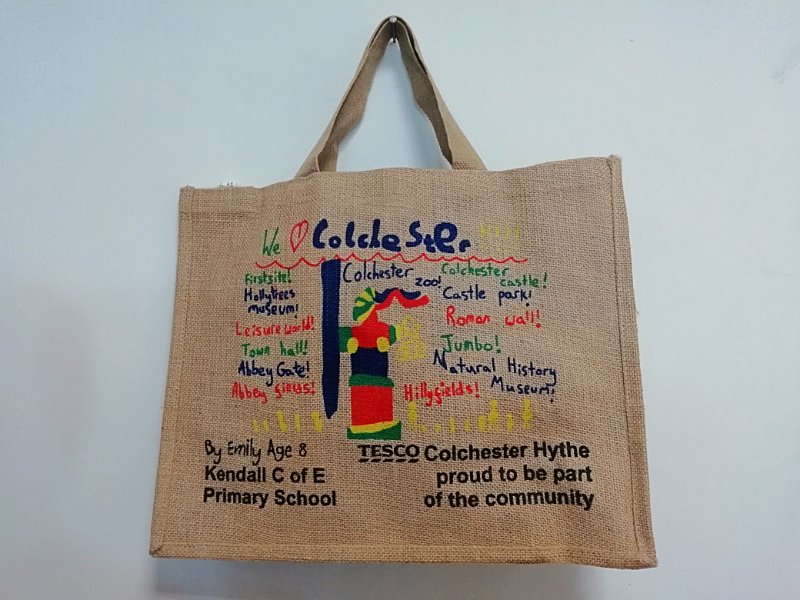 We Colchester
Firstsite!
Hollytrees
museum!
Leisure world!
Town hall!
Abbey Gate!
Abbey fields!
Colchester
zoo!
Colchester
castle!
Castle park!
Roman wall!
Jumbo!
Natural History
Museum!
Hillyfields!
By Emily Age 8
Kendall C of E
Primary School
TESCO Colchester Hythe
proud to be part
of the community